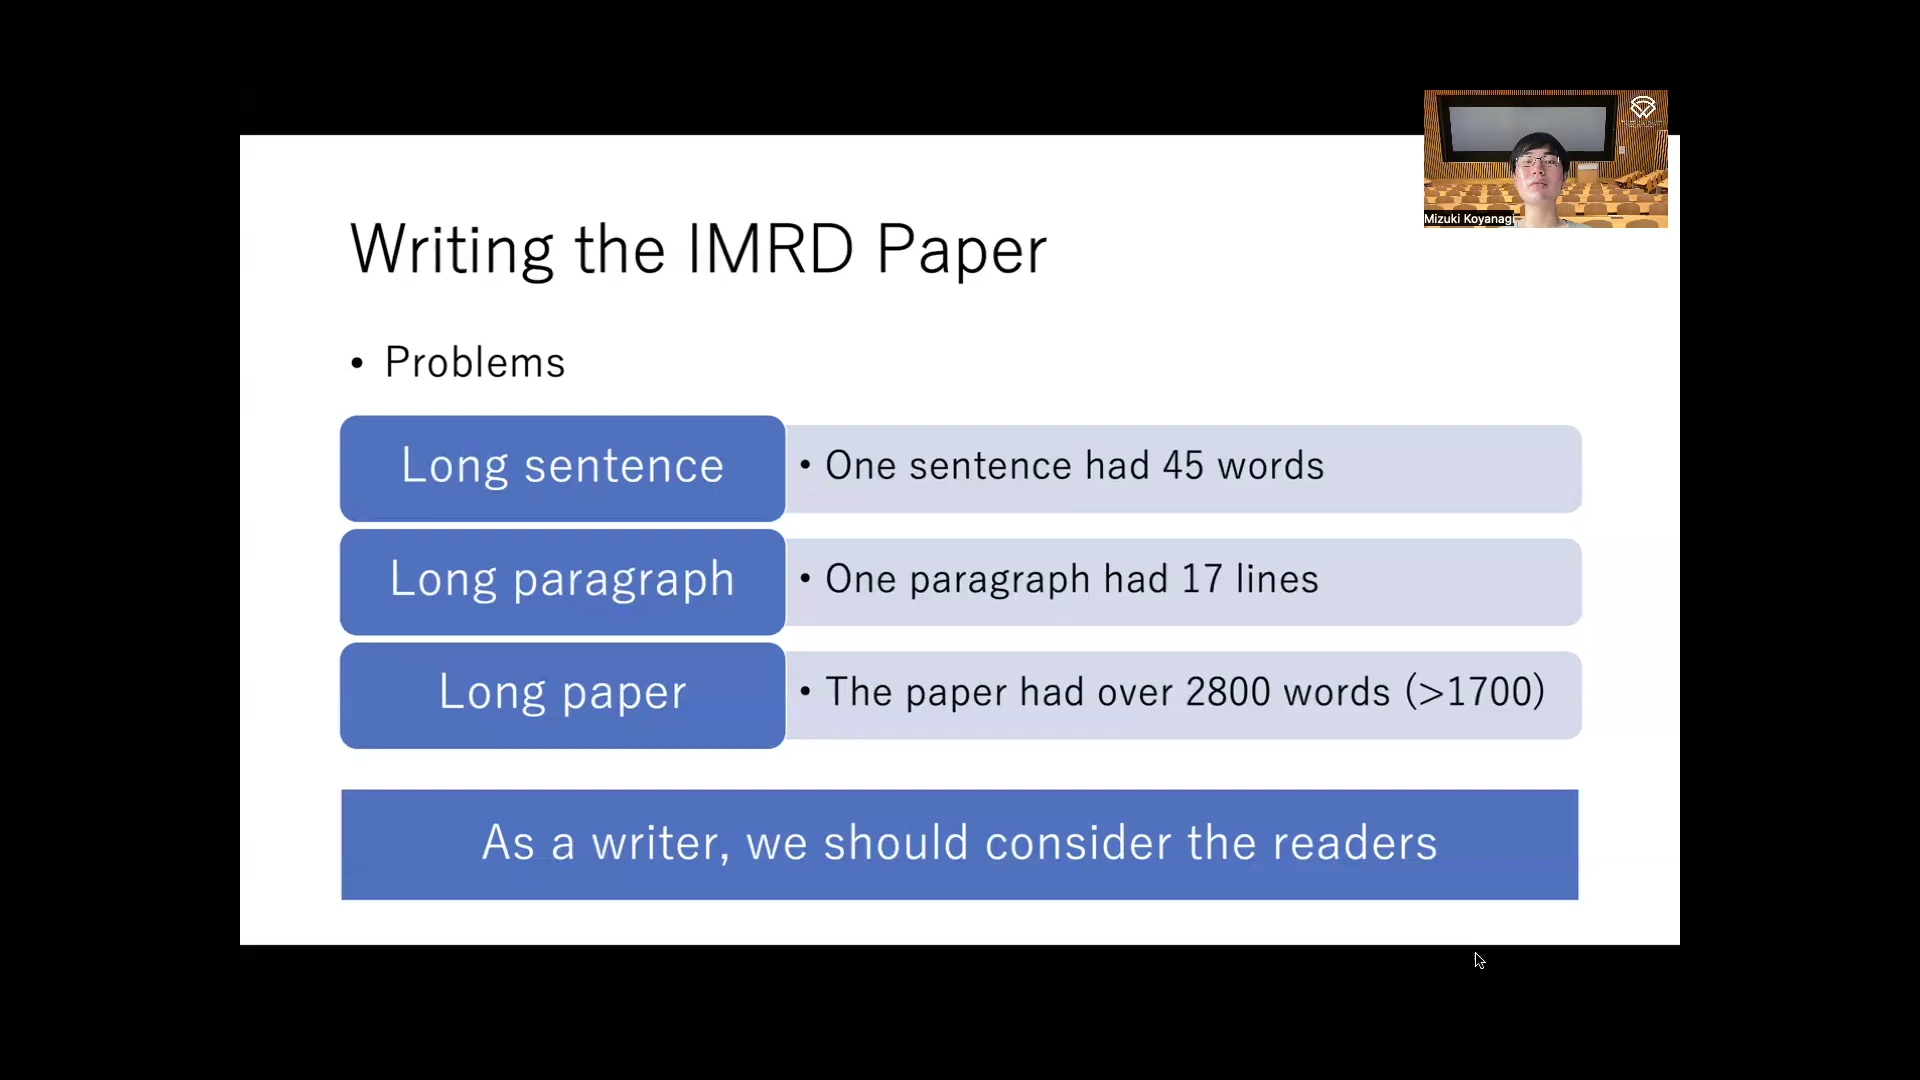 Mizuki Koyanagi
Writing the IMRD Paper
• Problems
Long sentence
• One sentence had 45 words
Long paragraph
• One paragraph had 17 lines
Long paper
• The paper had over 2800 words (>1700)
As a writer, we should consider the readers